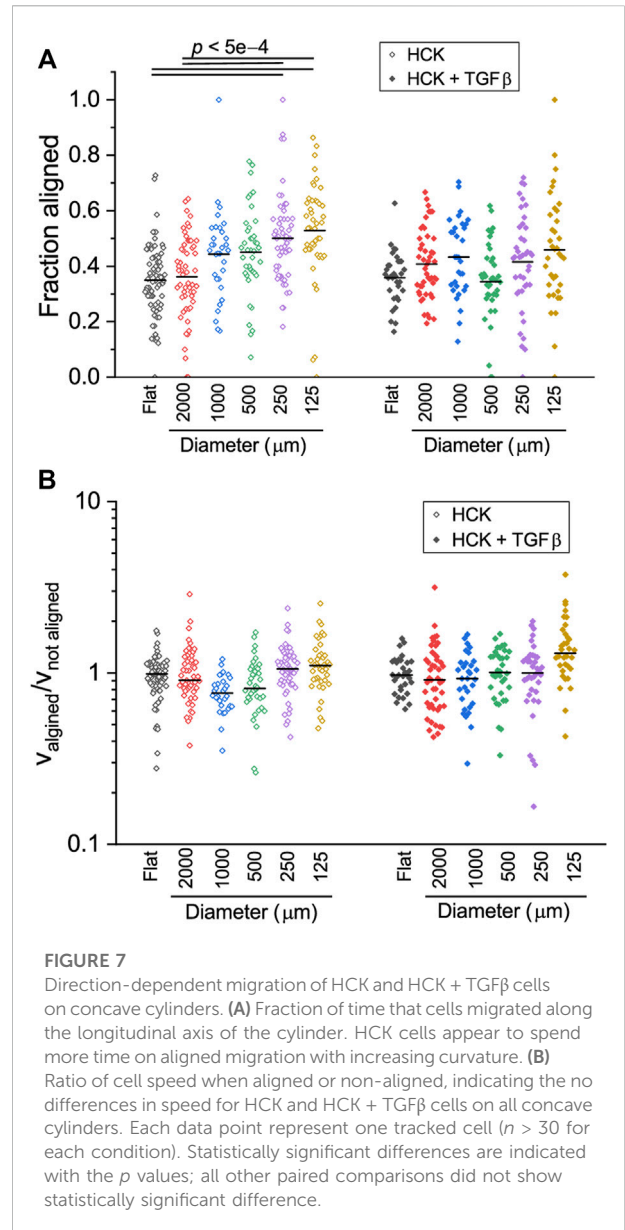 A
p < 5e−4
◇ HCK
◆ HCK + TGFβ
Fraction aligned
1.0
0.8
0.6
0.4
0.2
0.0
Flat 2000 1000 500 250 125 Flat 2000 1000 5000 250 125
Diameter (μm) Diameter (μm)
B
◇ HCK
◆ HCK + TGFβ
Valgined/Vnot aligned
10
1
0.1
Flat 2000 1000 500 250 125 Flat 2000 1000 500 250 125
Diameter (μm) Diameter (μm)
FIGURE 7
Direction-dependent migration of HCK and HCK + TGFβ cells
on concave cylinders. (A) Fraction of time that cells migrated along
the longitudinal axis of the cylinder. HCK cells appear to spend
more time on aligned migration with increasing curvature. (B)
Ratio of cell speed when aligned or non-aligned, indicating the no
differences in speed for HCK and HCK + TGFβ cells on all concave
cylinders. Each data point represent one tracked cell (n > 30 for
each condition). Statistically significant differences are indicated
with the p values; all other paired comparisons did not show
statistically significant difference.